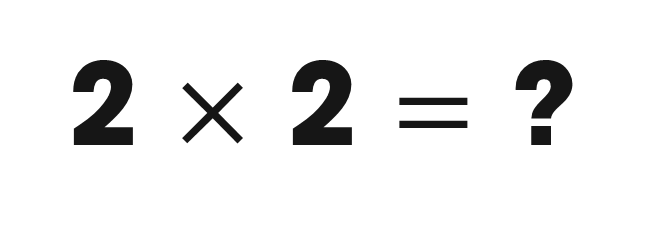 2 × 2 = ?